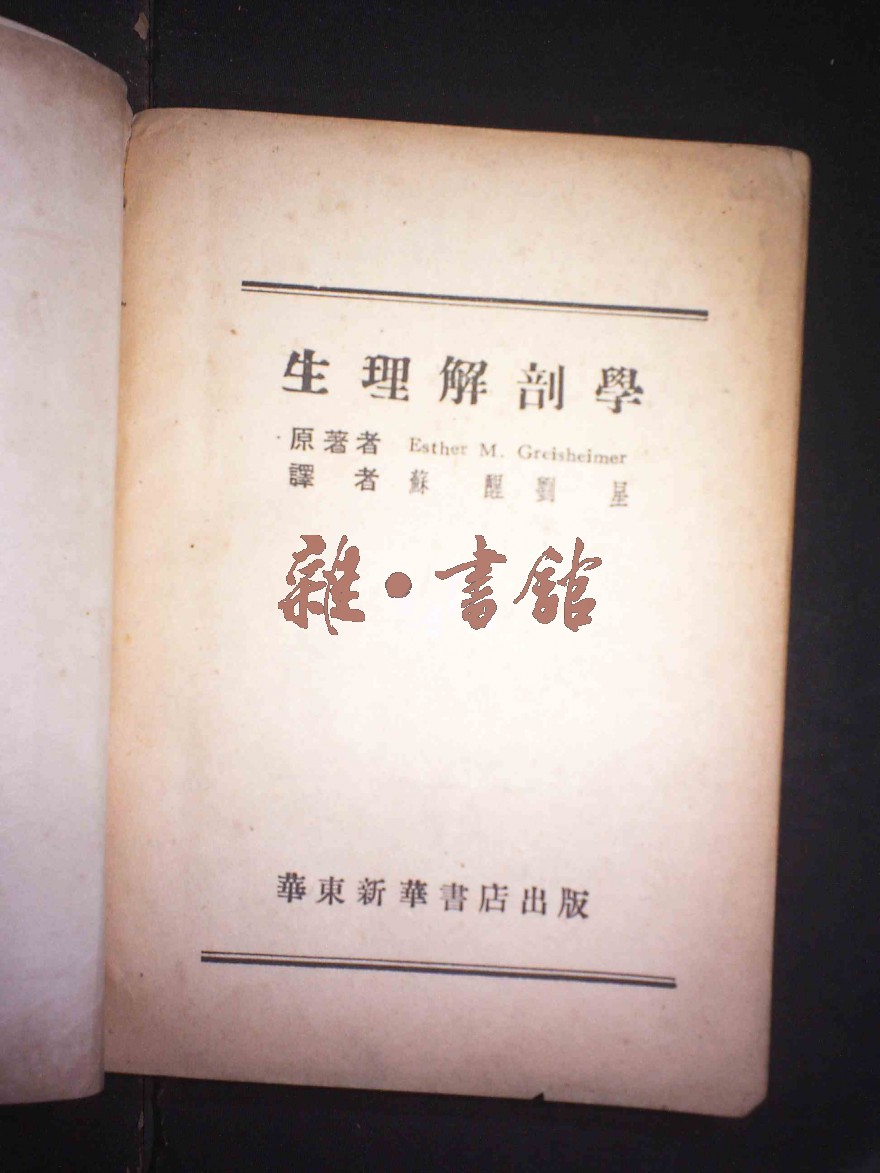 生理解剖學
原著者 Esther M. Greisheimer
譯者 蘇醒 劉星
雜·書館
華東新華書店出版